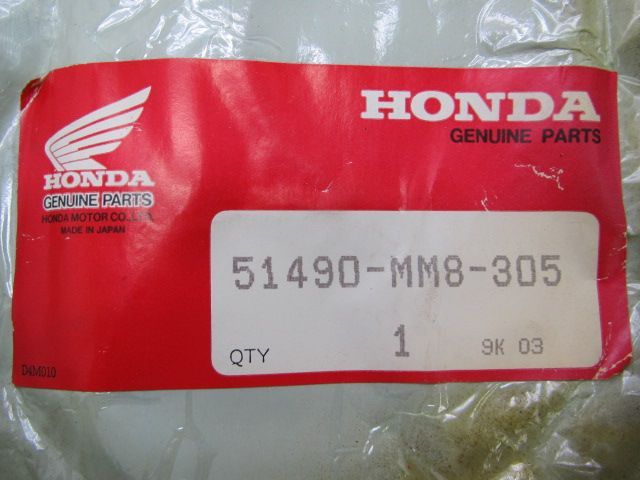 HONDA
GENUINE PARTS
HONDA
GENUINE PARTS
HONDA MOTOR CO., LTD.
MADE IN JAPAN
51490-MM8-305
QTY 1 9K 03
D4M010